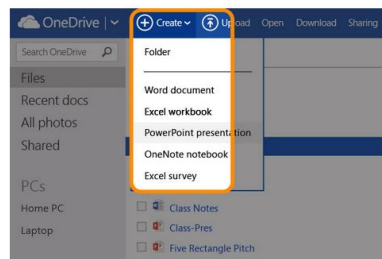 OneDrive | Create Upload Open Download Sharing
Search OneDrive
Folder
Files
Recent docs
All photos
Shared
Word document
Excel workbook
PowerPoint presentation
OneNote notebook
Excel survey
PCs
Home PC
Laptop
Class Notes
Class-Pres
Five Rectangle Pitch